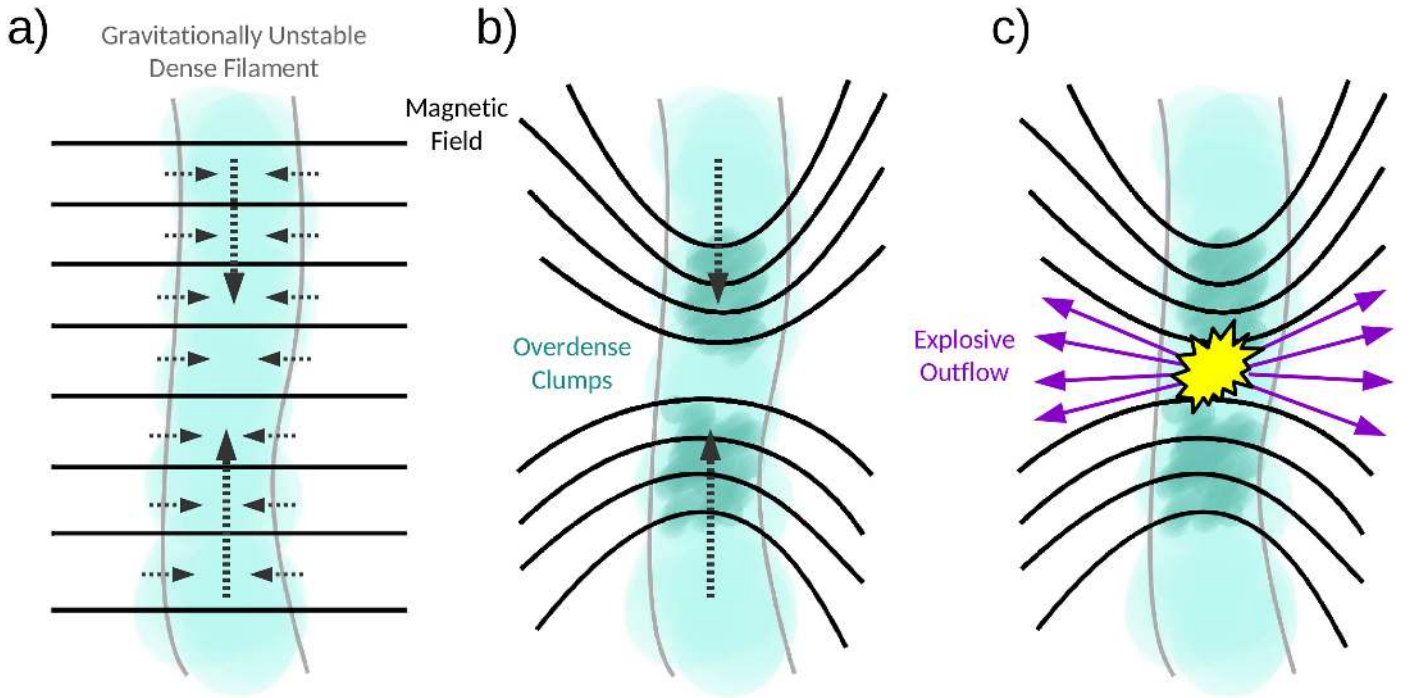 a)
Gravitationally Unstable
Dense Filament
Magnetic
Field
b)
Overdense
Clumps
c)
Explosive
Outflow